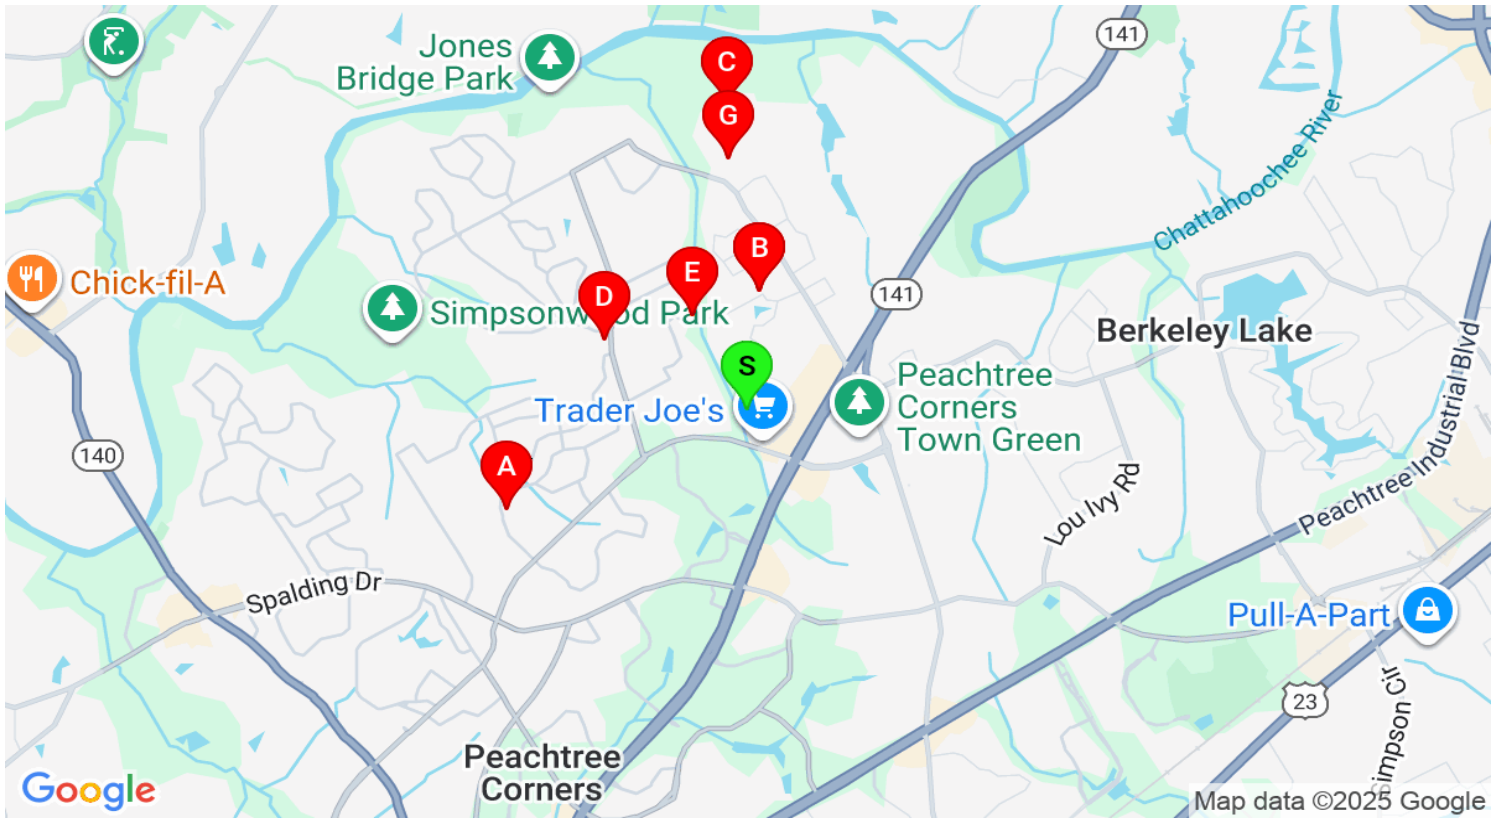 141
Jones
Bridge Park
C
G
Chattahoochee River
B
E
D
Chick-fil-A
Simpsonwood Park
141
Berkeley Lake
S
Peachtree
Corners
Town Green
Trader Joe's
Peachtree Industrial Blvd
140
A
Lou Ivy Rd
Spalding Dr
Pull-A-Part
23
Simpson Cir
Peachtree
Corners
Google
Map data ©2025 Google